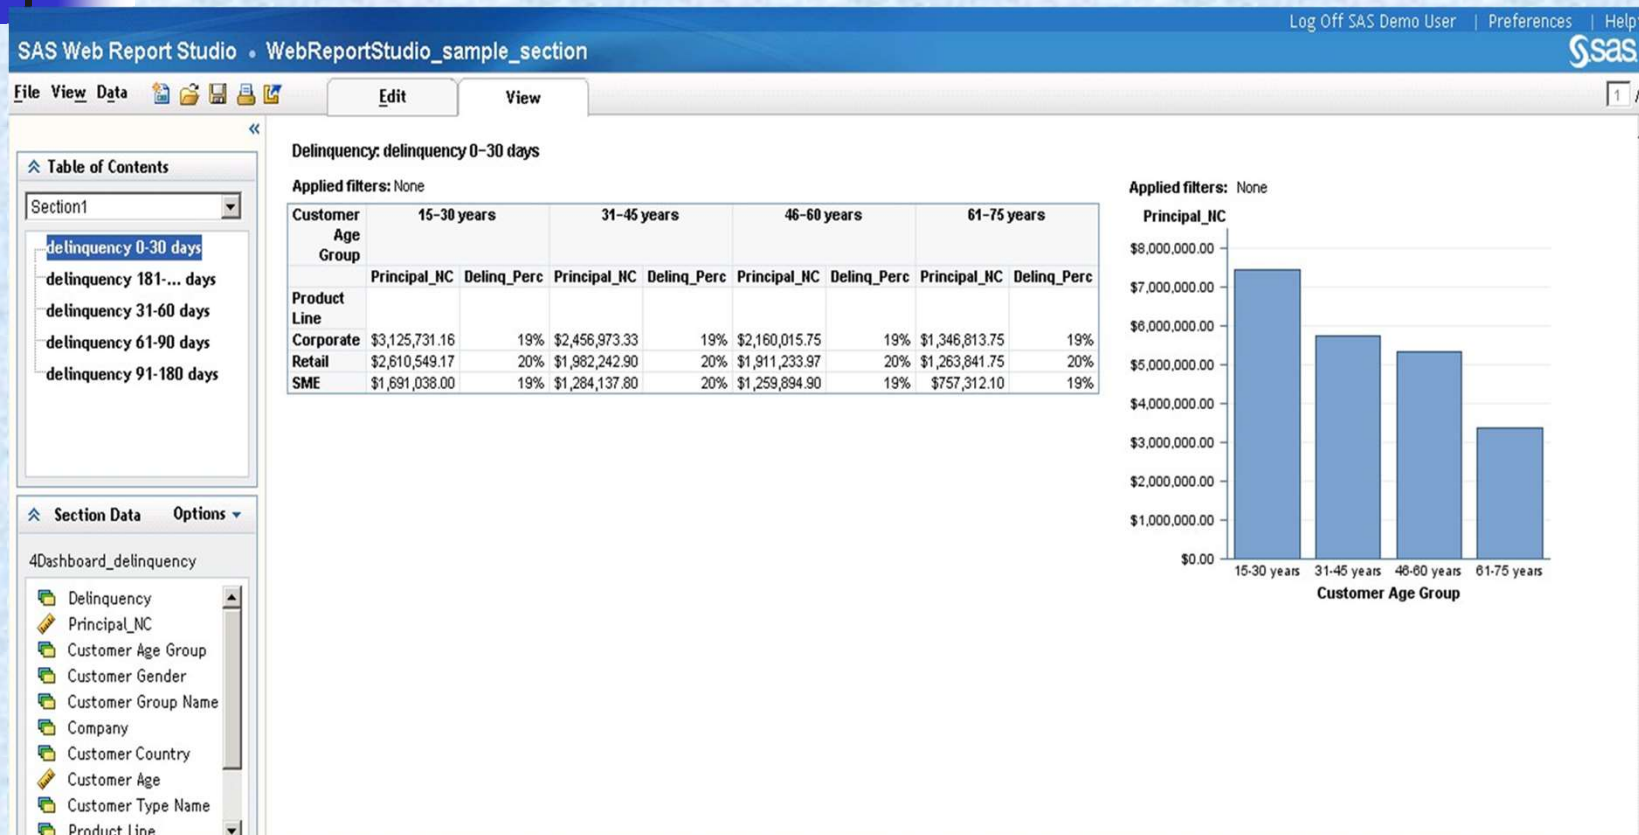 Log Off SAS Demo User | Preferences | Help
SAS Web Report Studio • WebReportStudio_sample_section
sas
File View Data
Edit
View
1 /
«
Table of Contents
Section1
delinquency 0-30 days
delinquency 181-... days
delinquency 31-60 days
delinquency 61-90 days
delinquency 91-180 days
Section Data Options
4Dashboard_delinquency
Delinquency
Principal_NC
Customer Age Group
Customer Gender
Customer Group Name
Company
Customer Country
Customer Age
Customer Type Name
Product Line
Delinquency: delinquency 0-30 days
Applied filters: None
Customer Age Group 15-30 years 31-45 years 46-60 years 61-75 years
Principal_NC Delinq_Perc Principal_NC Delinq_Perc Principal_NC Delinq_Perc Principal_NC Delinq_Perc
Product Line
Corporate $3,125,731.16 19% $2,456,973.33 19% $2,160,015.75 19% $1,346,813.75 19%
Retail $2,610,549.17 20% $1,982,242.90 20% $1,911,233.97 20% $1,263,841.75 20%
SME $1,691,038.00 19% $1,284,137.80 20% $1,259,894.90 19% $757,312.10 19%
Applied filters: None
Principal_NC
$8,000,000.00
$7,000,000.00
$6,000,000.00
$5,000,000.00
$4,000,000.00
$3,000,000.00
$2,000,000.00
$1,000,000.00
$0.00
15-30 years 31-45 years 46-60 years 61-75 years
Customer Age Group